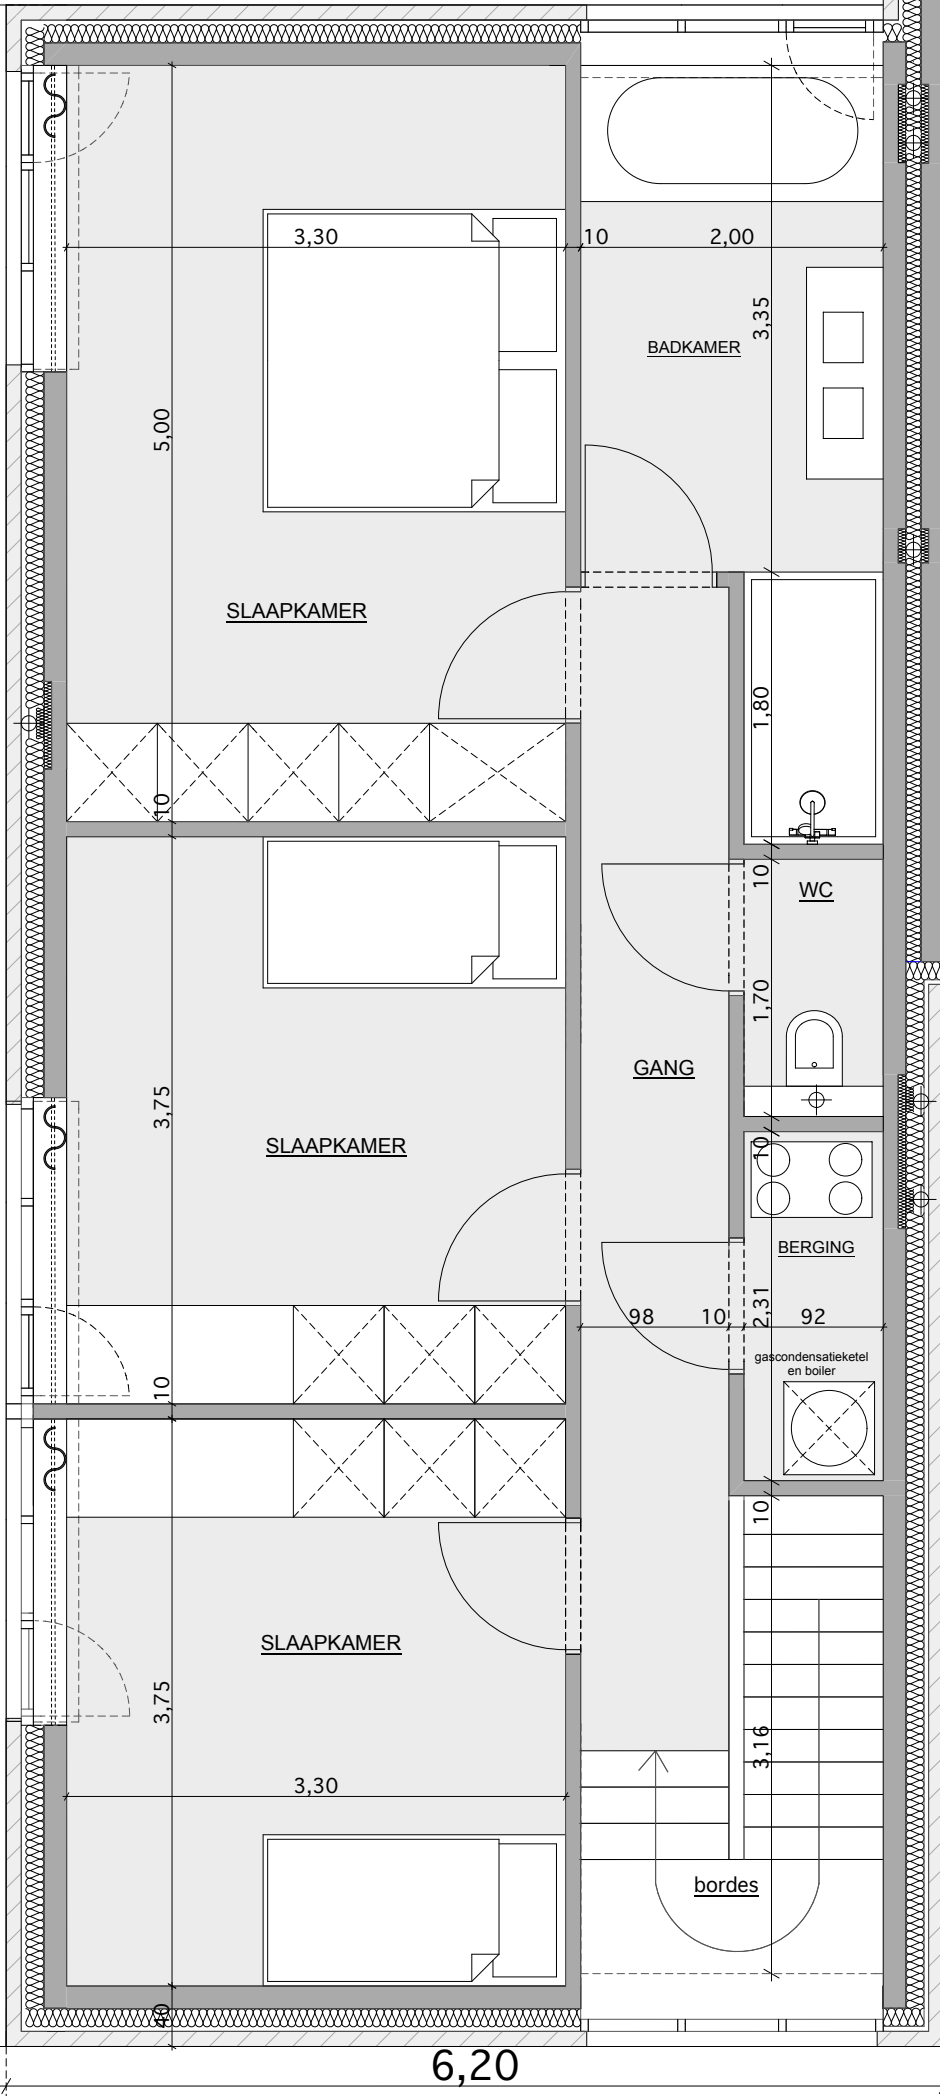 3,30
10
2,00
3,35
BADKAMER
5,00
SLAAPKAMER
1,80
10
10
WC
1,70
GANG
3,75
SLAAPKAMER
10
BERGING
2,31
98
10
92
gascondensatieketel
en boiler
10
10
SLAAPKAMER
3,75
3,16
3,30
bordes
40
6,20